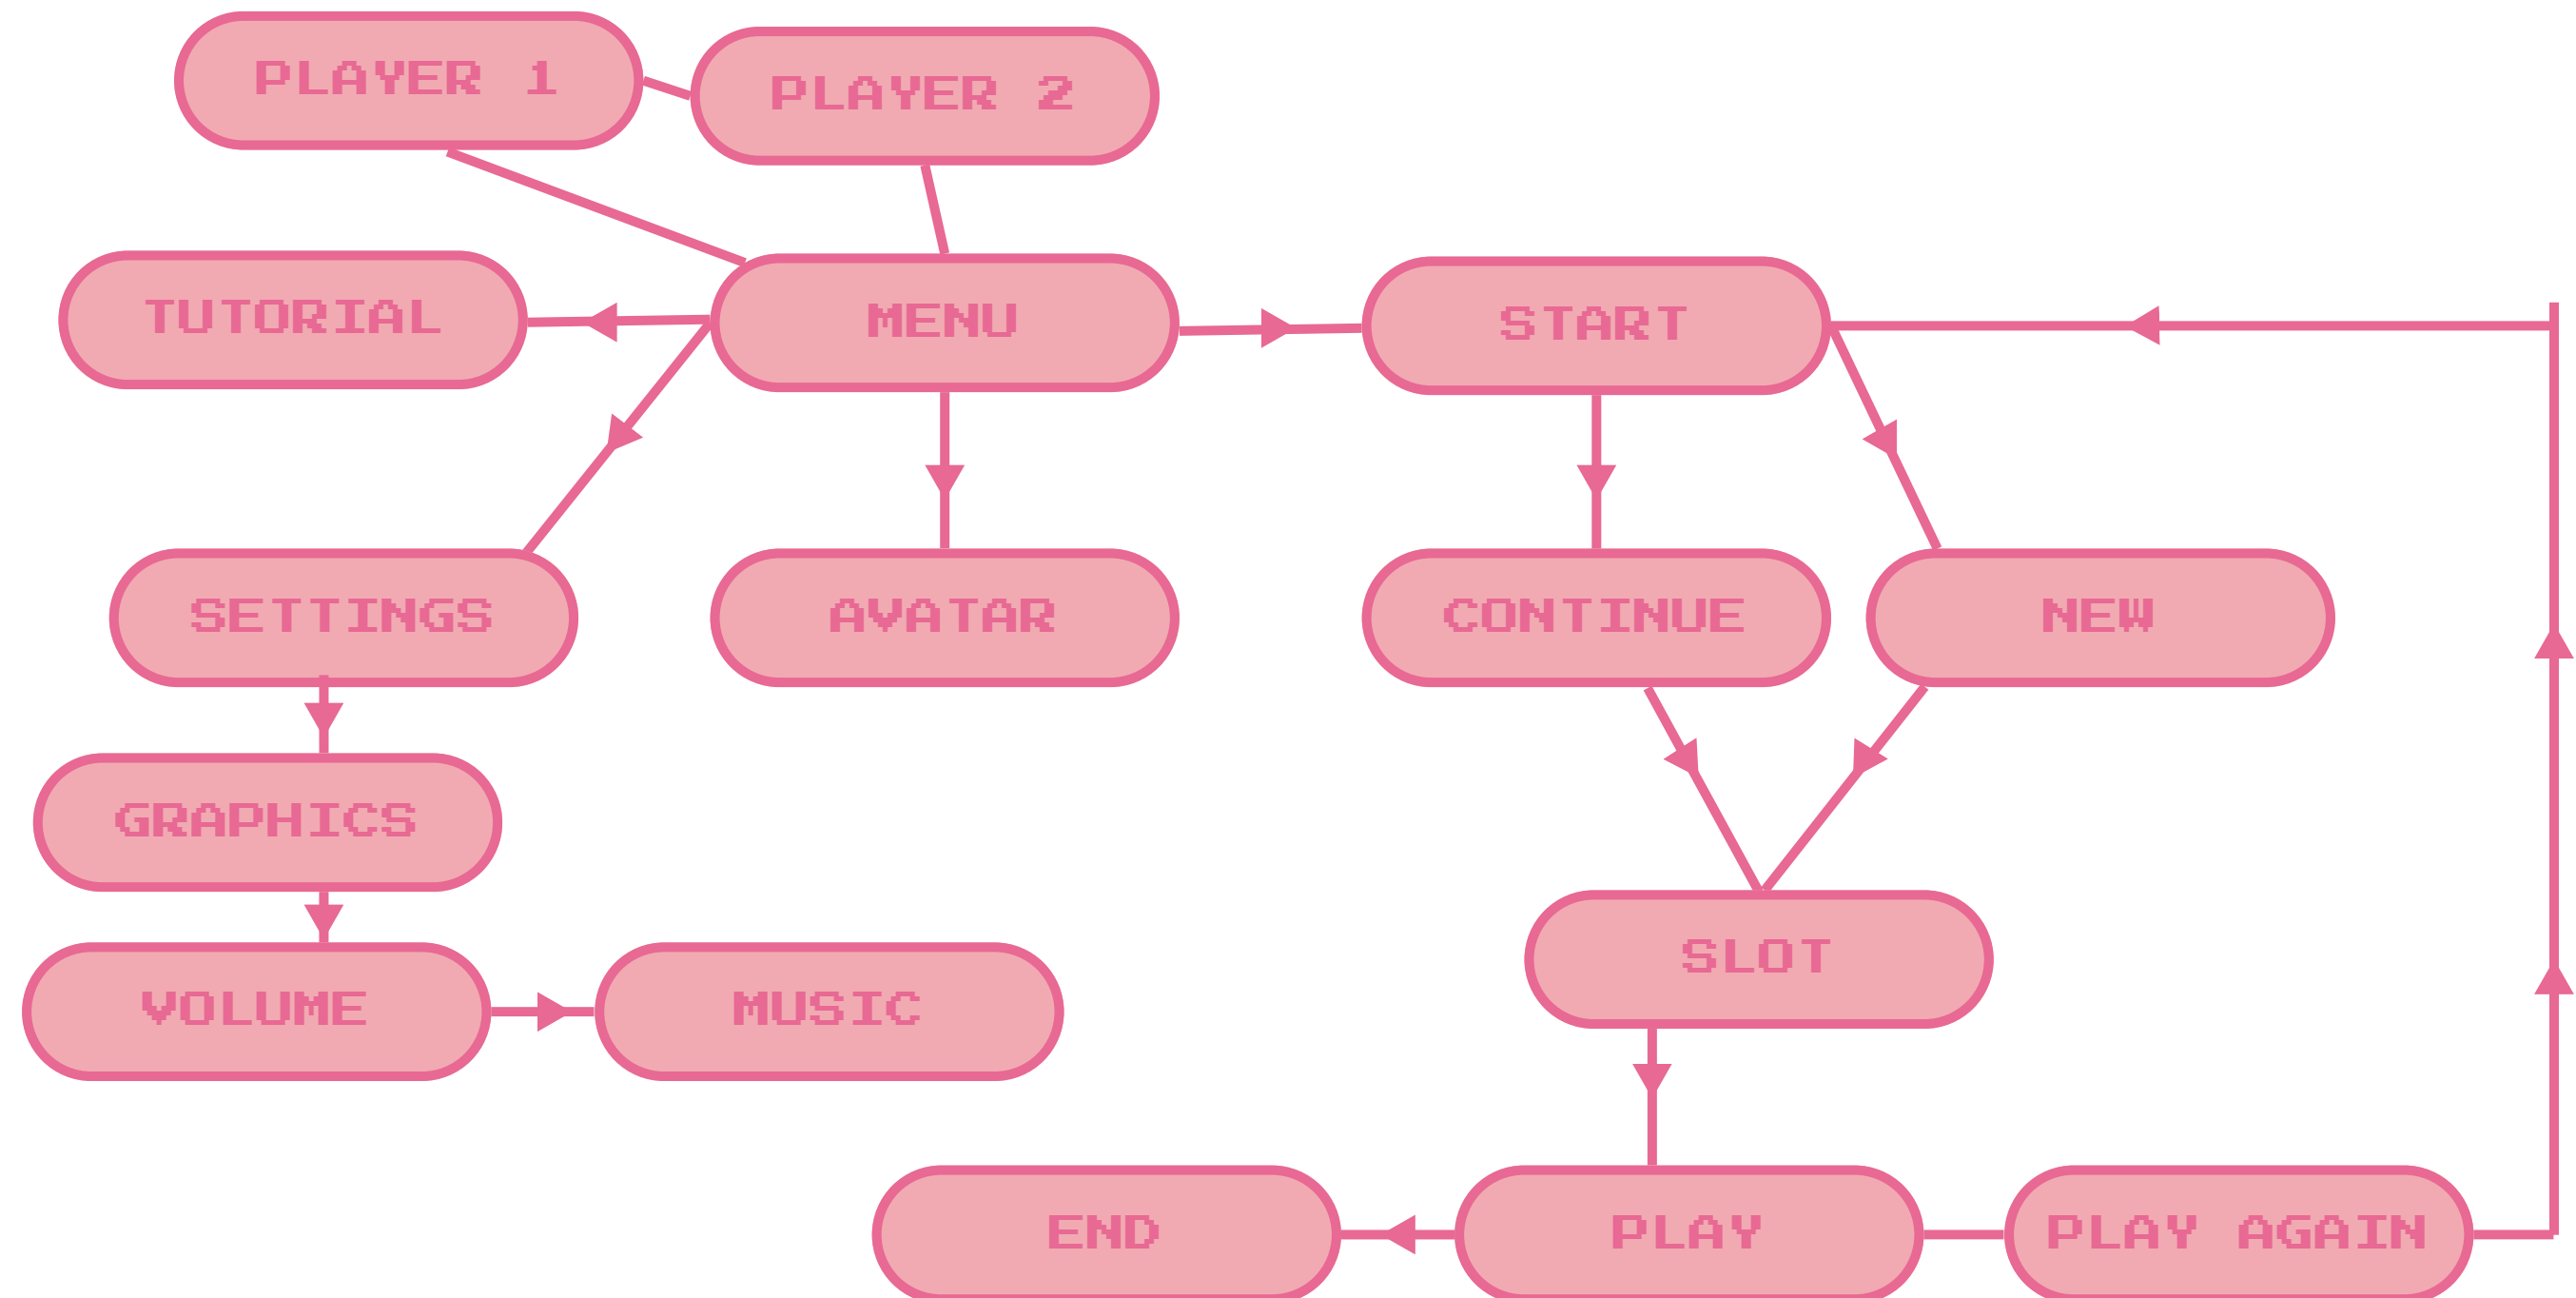 PLAYER 1
PLAYER 2
TUTORIAL
MENU
START
SETTINGS
AVATAR
CONTINUE
NEW
GRAPHICS
SLOT
VOLUME
MUSIC
END
PLAY
PLAY AGAIN